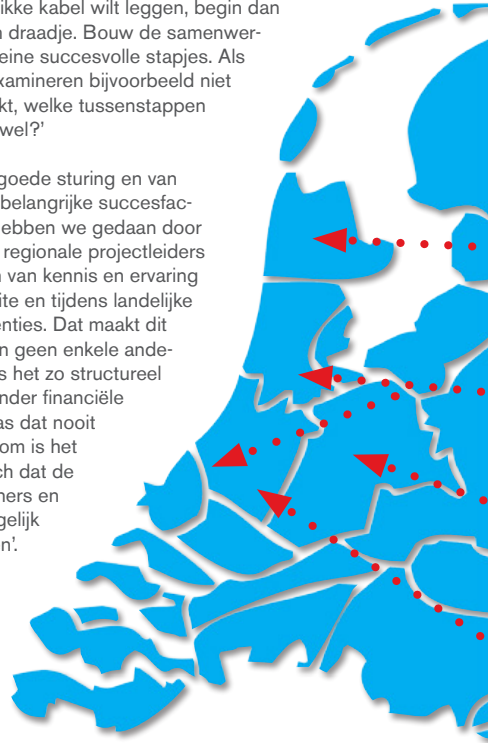 ikke kabel wilt leggen, begin dan
n draadje. Bouw de samenwer-
eine succesvolle stapjes. Als
xamineren bijvoorbeeld niet
kt, welke tussenstappen
wel?'
goede sturing en van
belangrijke succesfac-
ebben we gedaan door
regionale projectleiders
n van kennis en ervaring
ite en tijdens landelijke
enties. Dat maakt dit
n geen enkele ande-
s het zo structureel
nder financiële
as dat nooit
om is het
ch dat de
ners en
gelijk
en'.